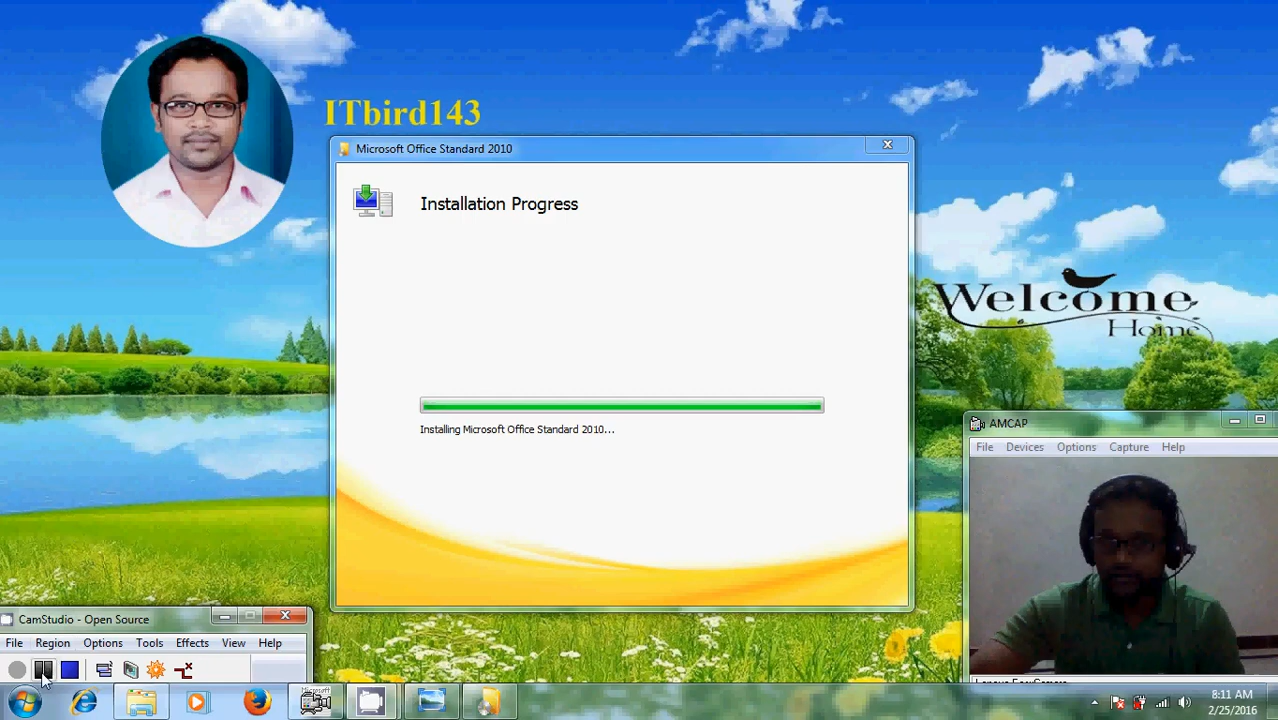 ITbird143
Microsoft Office Standard 2010
Installation Progress
Installing Microsoft Office Standard 2010...
Welcome
Home
AMCAP
File Devices Options Capture Help
CamStudio - Open Source
File Region Options Tools Effects View Help
Microsoft
8:11 AM
2/25/2016